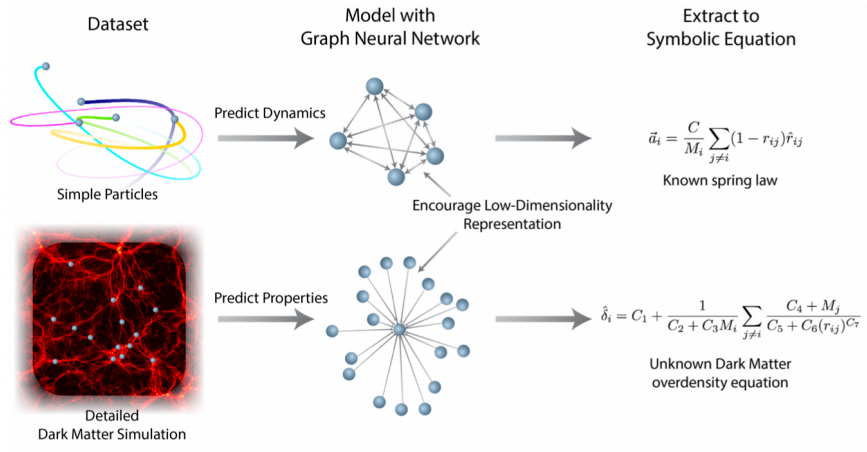 Dataset
Model with
Graph Neural Network
Extract to
Symbolic Equation
Predict Dynamics
Simple Particles
$\vec{a}_i = \frac{C}{M_i} \sum_{j \neq i} (1 - r_{ij}) \hat{r}_{ij}$
Known spring law
Encourage Low-Dimensionality
Representation
Predict Properties
$\hat{\delta}_i = C_1 + \frac{1}{C_2 + C_3 M_i} \sum_{j \neq i} \frac{C_4 + M_j}{C_5 + C_6 (r_{ij})^{C_7}}$
Unknown Dark Matter
overdensity equation
Detailed
Dark Matter Simulation